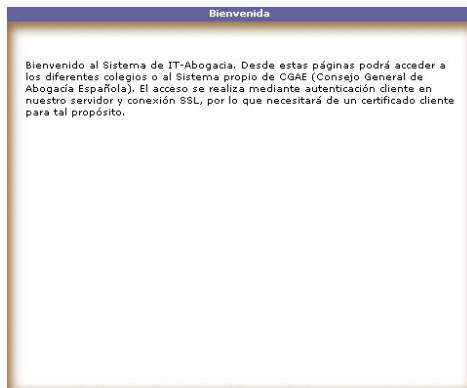 Bienvenida
Bienvenido al Sistema de IT-Abogacia. Desde estas páginas podrá acceder a
los diferentes colegios o al Sistema propio de CGAE (Consejo General de
Abogacía Española). El acceso se realiza mediante autenticación cliente en
nuestro servidor y conexión SSL, por lo que necesitará de un certificado cliente
para tal propósito.